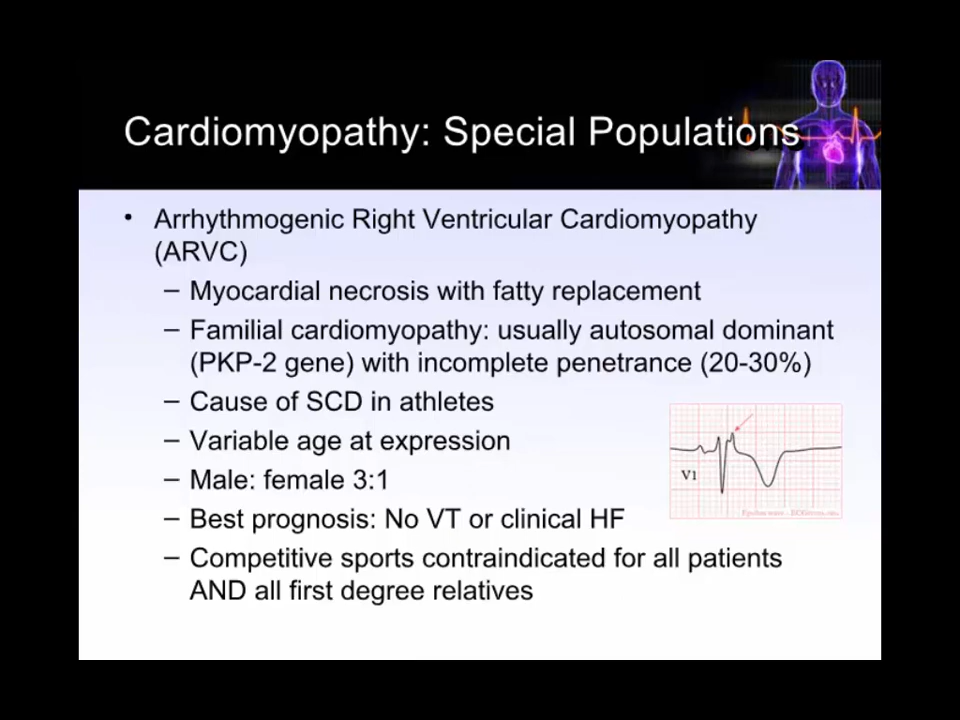 Cardiomyopathy: Special Populations
• Arrhythmogenic Right Ventricular Cardiomyopathy
(ARVC)
– Myocardial necrosis with fatty replacement
– Familial cardiomyopathy: usually autosomal dominant
(PKP-2 gene) with incomplete penetrance (20-30%)
– Cause of SCD in athletes
– Variable age at expression
– Male: female 3:1
V1
– Best prognosis: No VT or clinical HF
– Competitive sports contraindicated for all patients
AND all first degree relatives